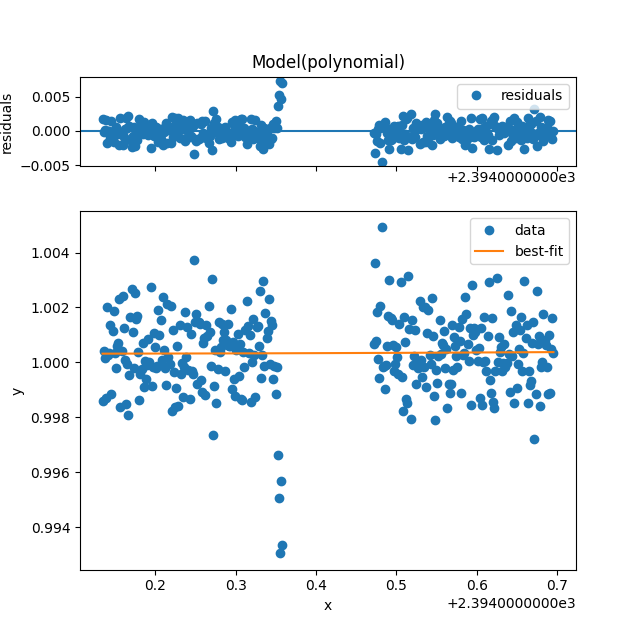 Model(polynomial)
residuals
0.005
0.000
−0.005
residuals
+2.3940000000e3
y
1.004
1.002
1.000
0.998
0.996
0.994
data
best-fit
0.2 0.3 0.4 0.5 0.6 0.7
x
+2.3940000000e3